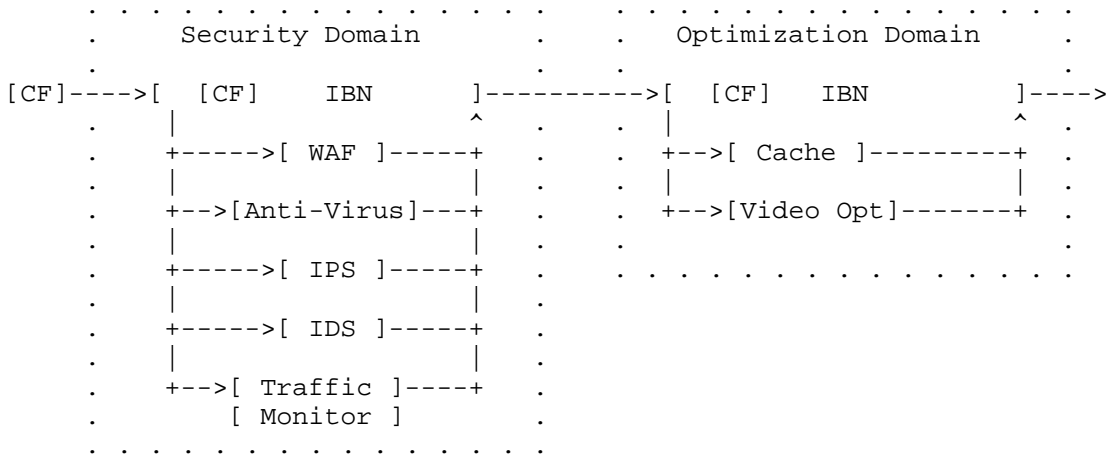 . . . . . . . . . . . . . . .     . . . . . . . . . . . . . . .
.     Security Domain       .     .   Optimization Domain     .
.                           .     .                           .
[CF]---->[  [CF]    IBN      ]---------->[  [CF]   IBN         ]---->
.    |                   ^   .     . |                      ^ .
.    +----->[ WAF ]-----+    .     . +-->[ Cache ]---------+  .
.    |                   |   .     . |                      | .
.    +-->[Anti-Virus]---+    .     . +-->[Video Opt]-------+  .
.    |                   |   .     .                          .
.    +----->[ IPS ]-----+    .     . . . . . . . . . . . . . . .
.    |                   |   .
.    +----->[ IDS ]-----+    .
.    |                   |   .
.    +-->[ Traffic ]----+    .
.        [ Monitor ]         .
. . . . . . . . . . . . . . .